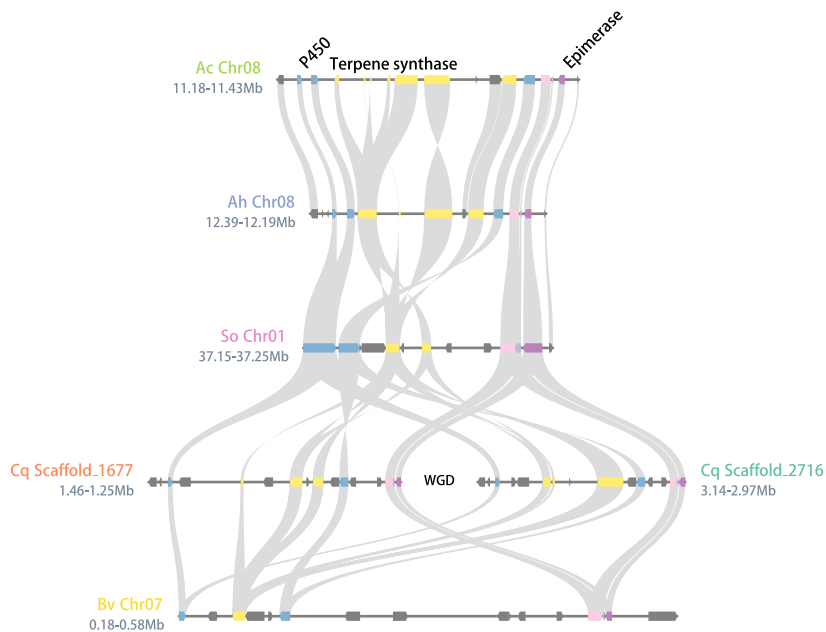 P450
Terpene synthase
Epimerase
Ac Chr08
11.18-11.43Mb
Ah Chr08
12.39-12.19Mb
So Chr01
37.15-37.25Mb
Cq Scaffold_1677
1.46-1.25Mb
WGD
Cq Scaffold_2716
3.14-2.97Mb
Bv Chr07
0.18-0.58Mb